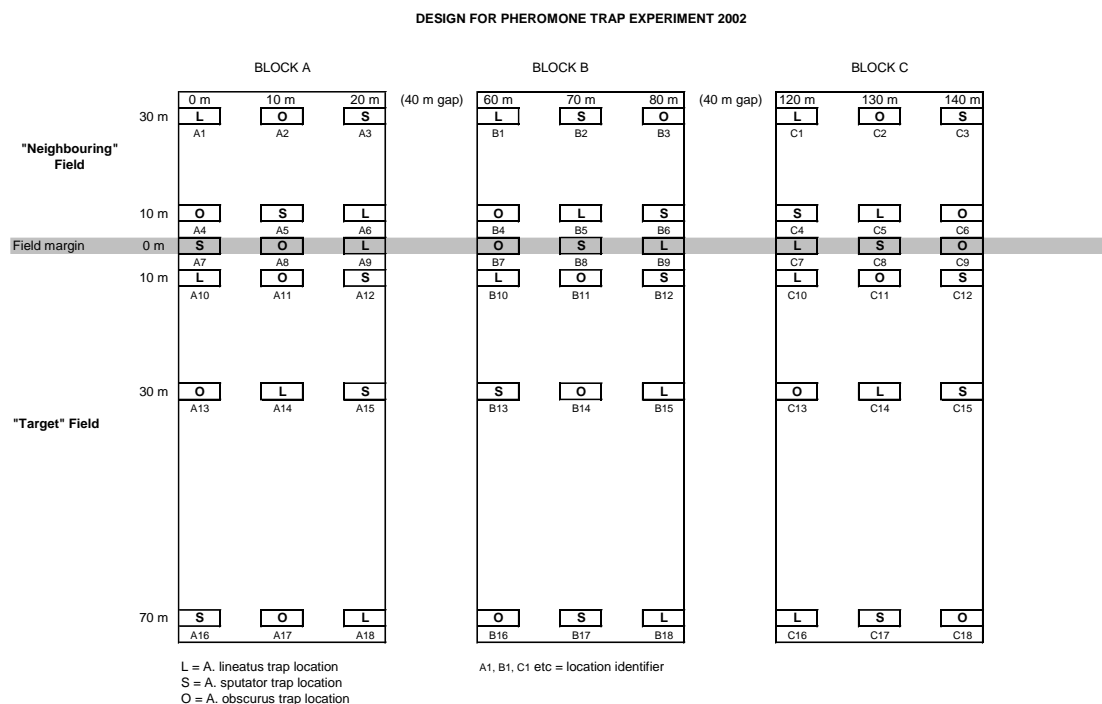 DESIGN FOR PHEROMONE TRAP EXPERIMENT 2002
BLOCK A BLOCK B BLOCK C
0 m 10 m 20 m (40 m gap) 60 m 70 m 80 m (40 m gap) 120 m 130 m 140 m
30 m L O S L S O L O S
A1 A2 A3 B1 B2 B3 C1 C2 C3
"Neighbouring"
Field
10 m O S L O L S S L O
A4 A5 A6 B4 B5 B6 C4 C5 C6
Field margin 0 m S O L O S L L S O
A7 A8 A9 B7 B8 B9 C7 C8 C9
10 m L O S L O S L O S
A10 A11 A12 B10 B11 B12 C10 C11 C12
30 m O L S S O L O L S
A13 A14 A15 B13 B14 B15 C13 C14 C15
"Target" Field
70 m S O L O S L L S O
A16 A17 A18 B16 B17 B18 C16 C17 C18
L = A. lineatus trap location A1, B1, C1 etc = location identifier
S = A. sputator trap location
O = A. obscurus trap location